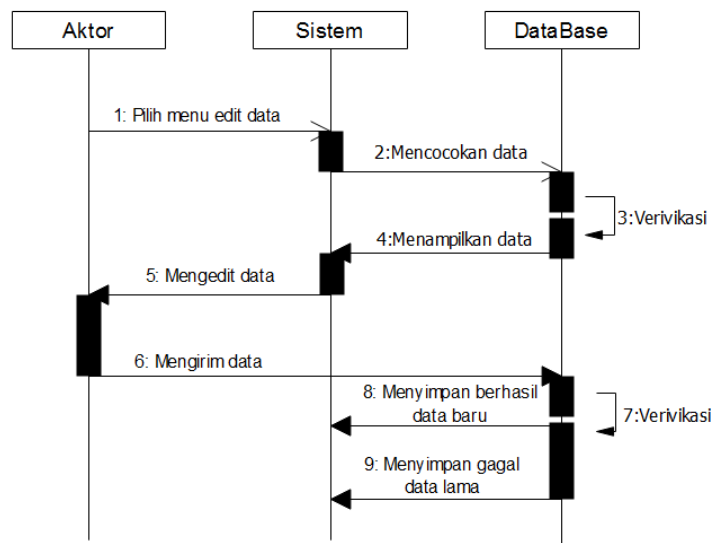 Aktor
Sistem
DataBase
1: Pilih menu edit data
2:Mencocokan data
3:Verivikasi
4:Menampilkan data
5: Mengedit data
6: Mengirim data
8: Menyimpan berhasil
data baru
7:Verivikasi
9: Menyimpan gagal
data lama